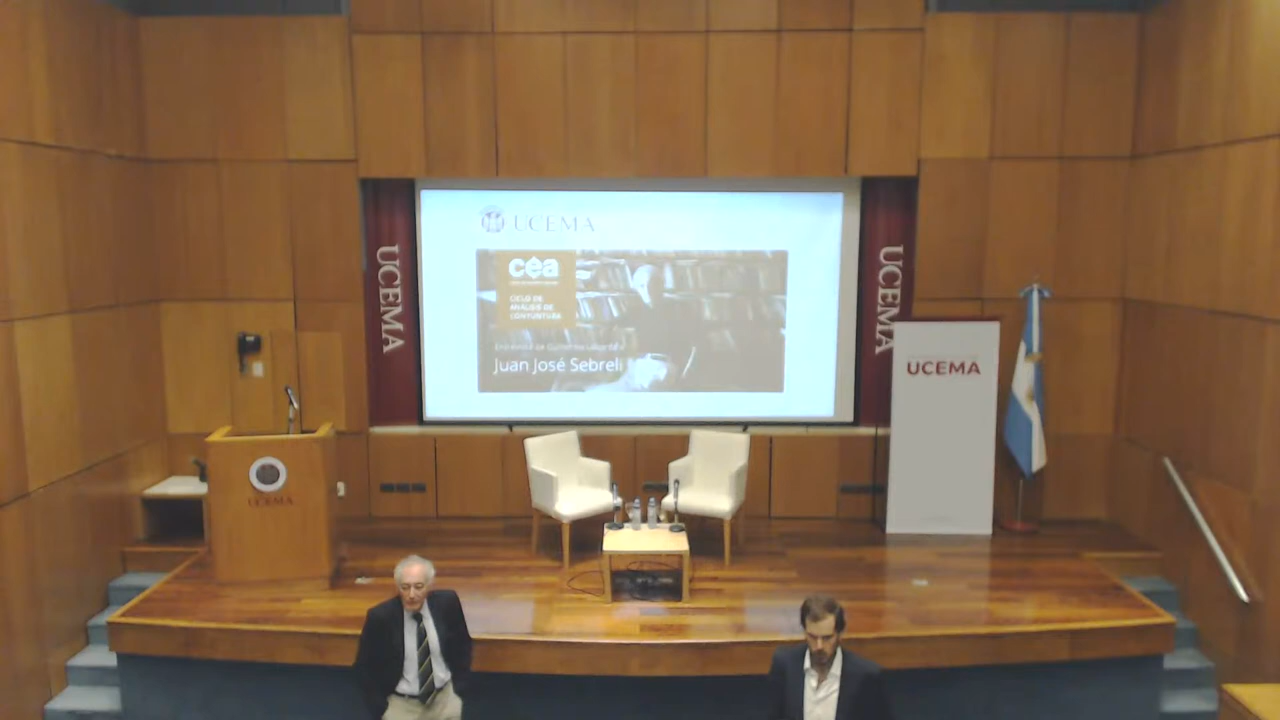 UCEMA
cea
CICLO DE
ANÁLISIS DE
COYUNTURA
Juan José Sebreli
UCEMA
UCEMA
UCEMA
UCEMA